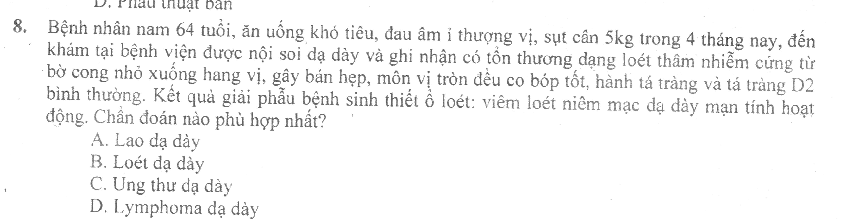 D. Phẫu thuật bán
8. Bệnh nhân nam 64 tuổi, ăn uống khó tiêu, đau âm ỉ thượng vị, sụt cân 5kg trong 4 tháng nay, đến
khám tại bệnh viện được nội soi dạ dày và ghi nhận có tổn thương dạng loét thâm nhiễm cứng từ
bờ cong nhỏ xuống hang vị, gây bán hẹp, môn vị tròn đều co bóp tốt, hành tá tràng và tá tràng D2
bình thường. Kết quả giải phẫu bệnh sinh thiết ổ loét: viêm loét niêm mạc dạ dày mạn tính hoạt
động. Chẩn đoán nào phù hợp nhất?
A. Lao dạ dày
B. Loét dạ dày
C. Ung thư dạ dày
D. Lymphoma dạ dày